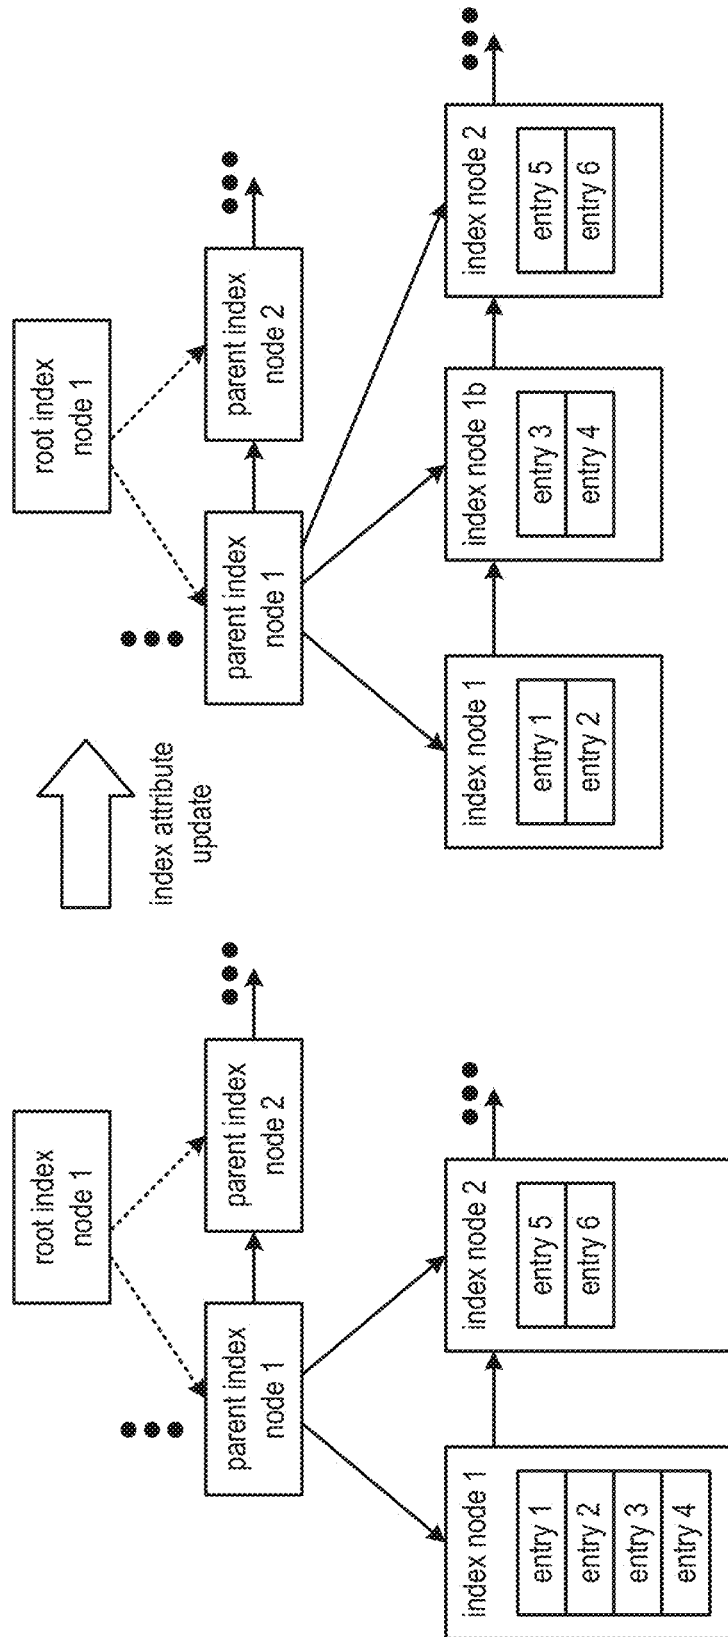 root index
node 1
parent index
node 1
parent index
node 2
index node 1
entry 1
entry 2
entry 3
entry 4
index node 2
entry 5
entry 6
index attribute
update
root index
node 1
parent index
node 1
parent index
node 2
index node 1
entry 1
entry 2
index node 1b
entry 3
entry 4
index node 2
entry 5
entry 6